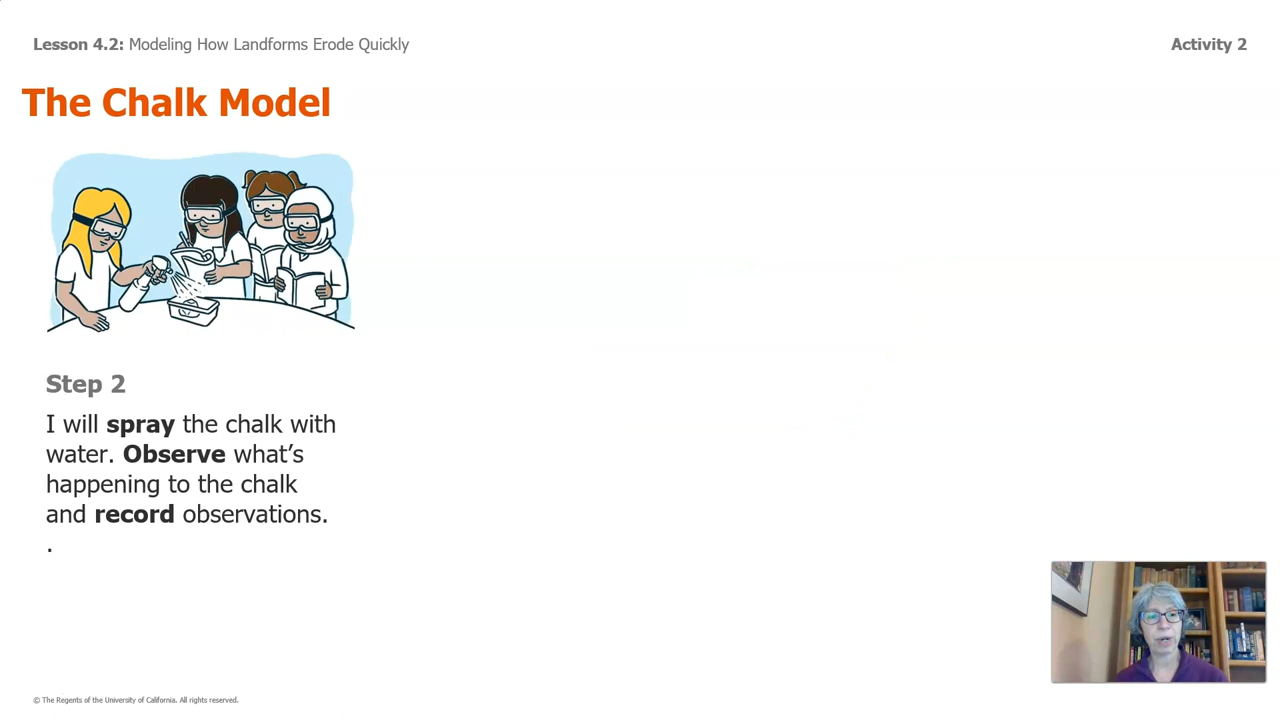 Lesson 4.2: Modeling How Landforms Erode Quickly
Activity 2
The Chalk Model
Step 2
I will spray the chalk with
water. Observe what’s
happening to the chalk
and record observations.
.
© The Regents of the University of California. All rights reserved.